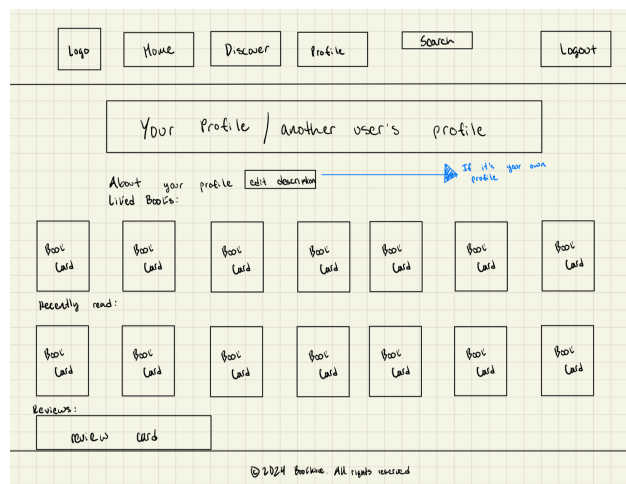 Logo Home Discover Profile Search Logout
Your Profile / another user's profile
About your profile edit description
If it's your own
profile
Liked Books:
Book Book Book Book Book Book Book
Card Card Card Card Card Card Card
Recently read:
Book Book Book Book Book Book Book
Card Card Card Card Card Card Card
Reviews:
review card
© 2024 All rights reserved